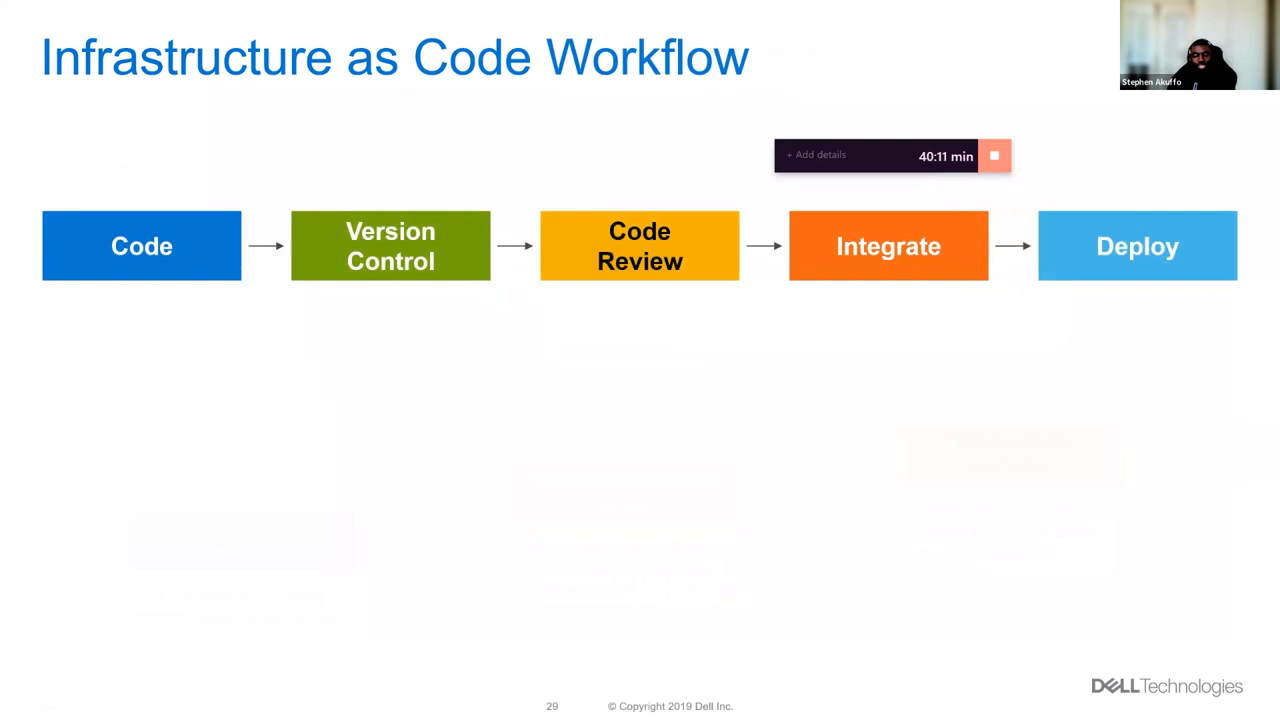 Infrastructure as Code Workflow
Stephen Akuffo
+ Add details
40:11 min
Code
Version
Control
Code
Review
Integrate
Deploy
29
© Copyright 2019 Dell Inc.
DELLTechnologies